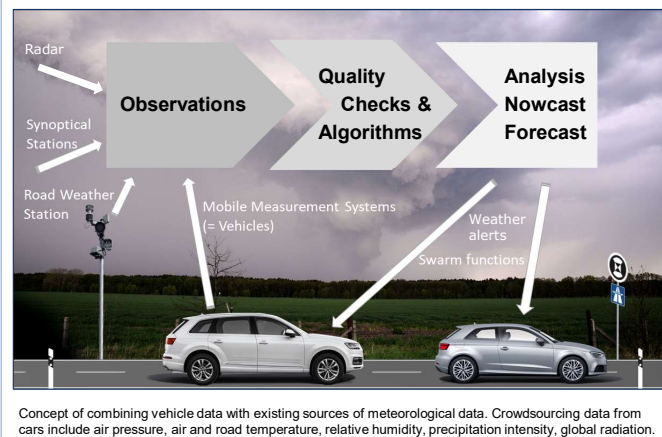 Radar
Synoptical
Stations
Road Weather
Station
Observations
Quality
Checks &
Algorithms
Analysis
Nowcast
Forecast
Mobile Measurement Systems
(= Vehicles)
Weather
alerts
Swarm functions
Concept of combining vehicle data with existing sources of meteorological data. Crowdsourcing data from
cars include air pressure, air and road temperature, relative humidity, precipitation intensity, global radiation.